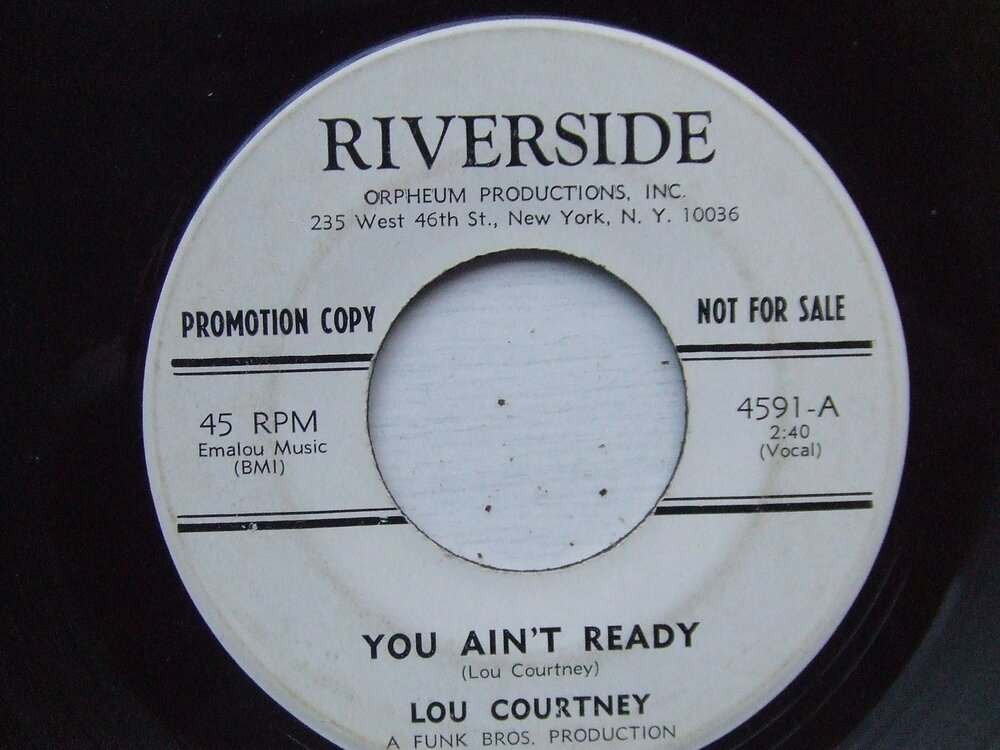 RIVERSIDE
ORPHEUM PRODUCTIONS, INC.
235 West 46th St., New York, N. Y. 10036
PROMOTION COPY
NOT FOR SALE
45 RPM
Emalou Music
(BMI)
4591-A
2:40
(Vocal)
YOU AIN'T READY
(Lou Courtney)
LOU COURTNEY
A FUNK BROS. PRODUCTION